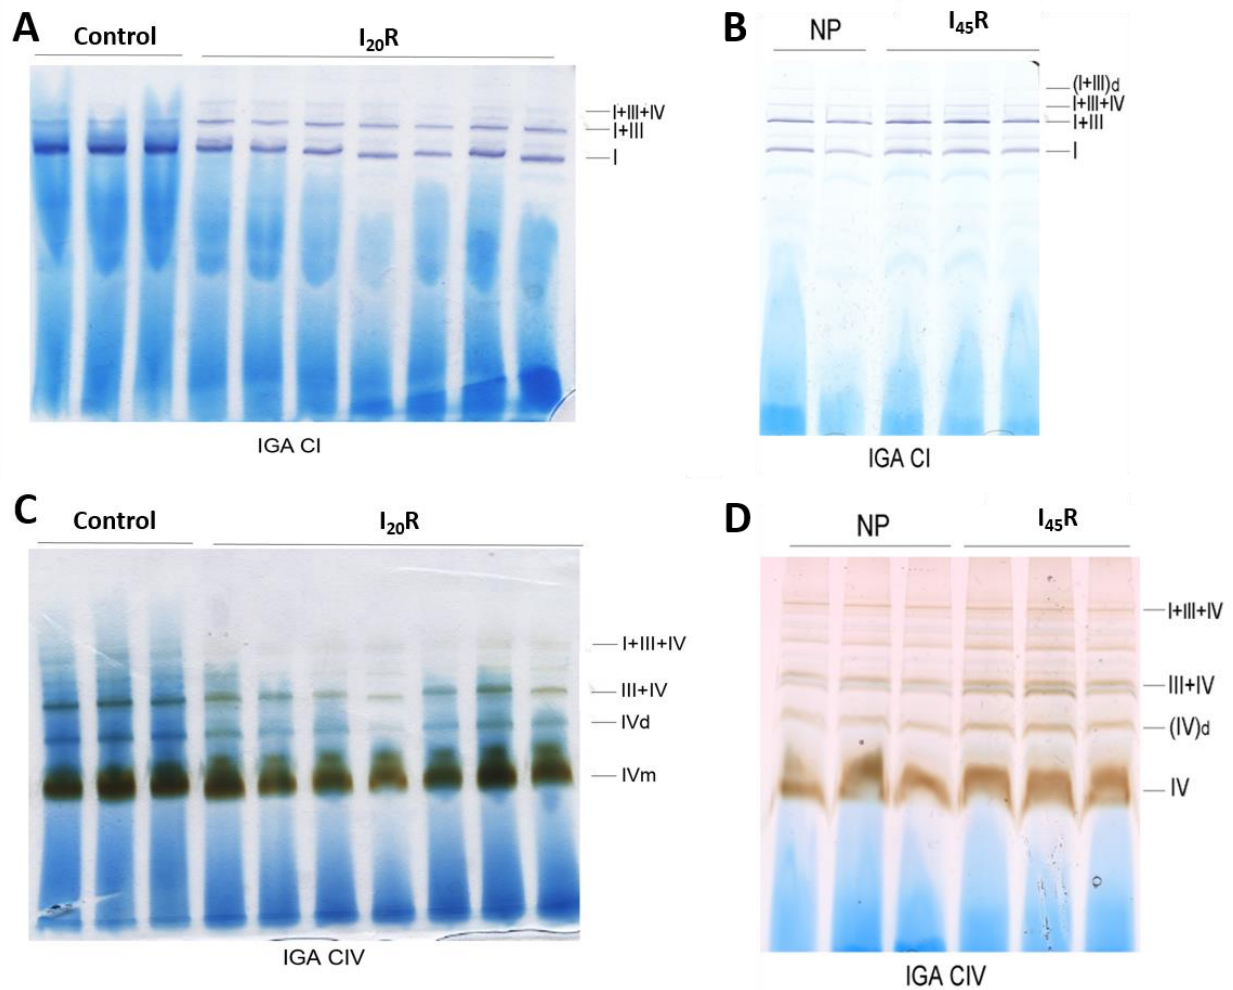 A
Control
I₂₀R
I+III+IV
I+III
I
IGA CI
B
NP
I₄₅R
(I+III)d
I+III+IV
I+III
I
IGA CI
C
Control
I₂₀R
I+III+IV
III+IV
IVd
IVm
IGA CIV
D
NP
I₄₅R
I+III+IV
III+IV
(IV)d
IV
IGA CIV